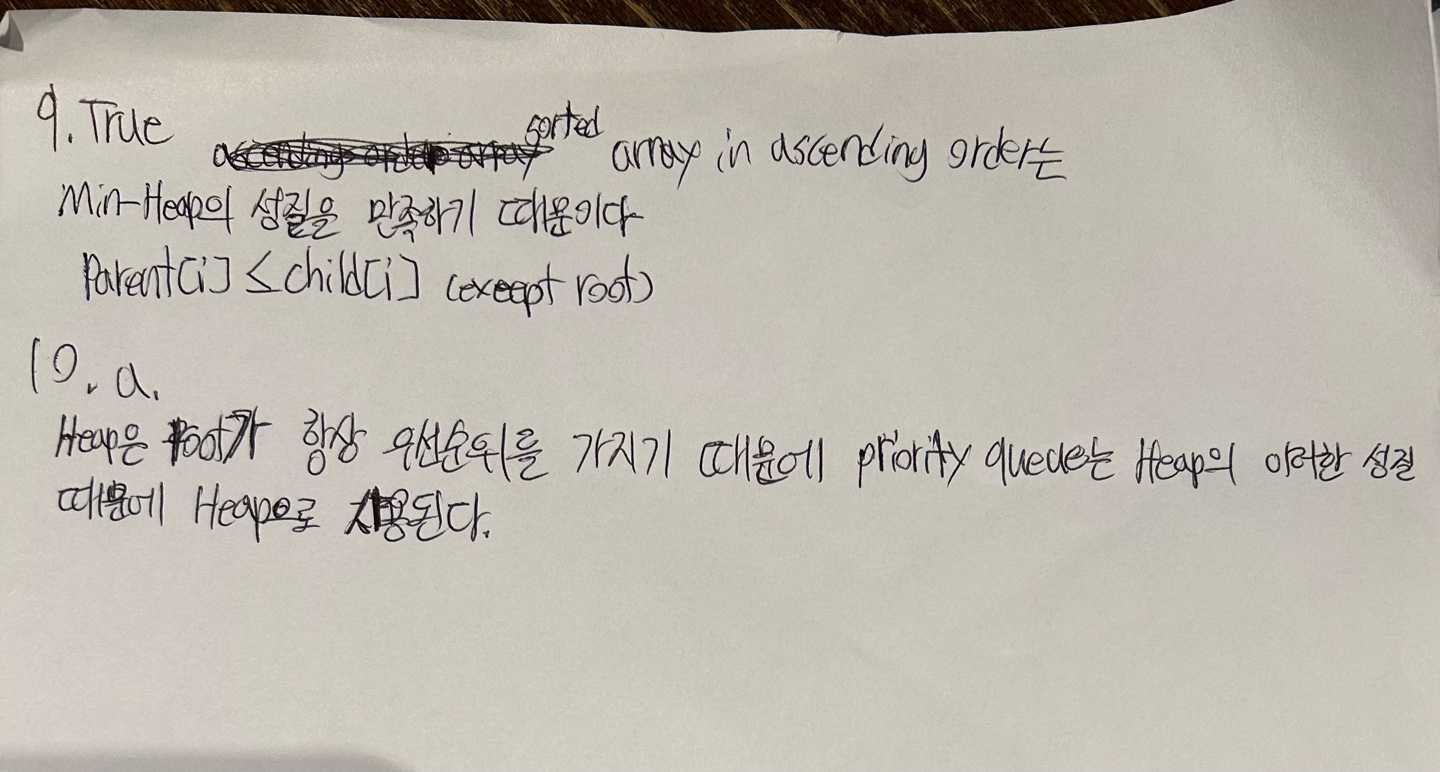 9. True
sorted array in ascending order는
Min-Heap의 성질을 만족하기 때문이다
Parent[i] ≤ child[i] (except root)
10. a.
Heap은 root가 항상 우선순위를 가지기 때문에 priority queue는 Heap의 이러한 성질
때문에 Heap으로 사용된다.